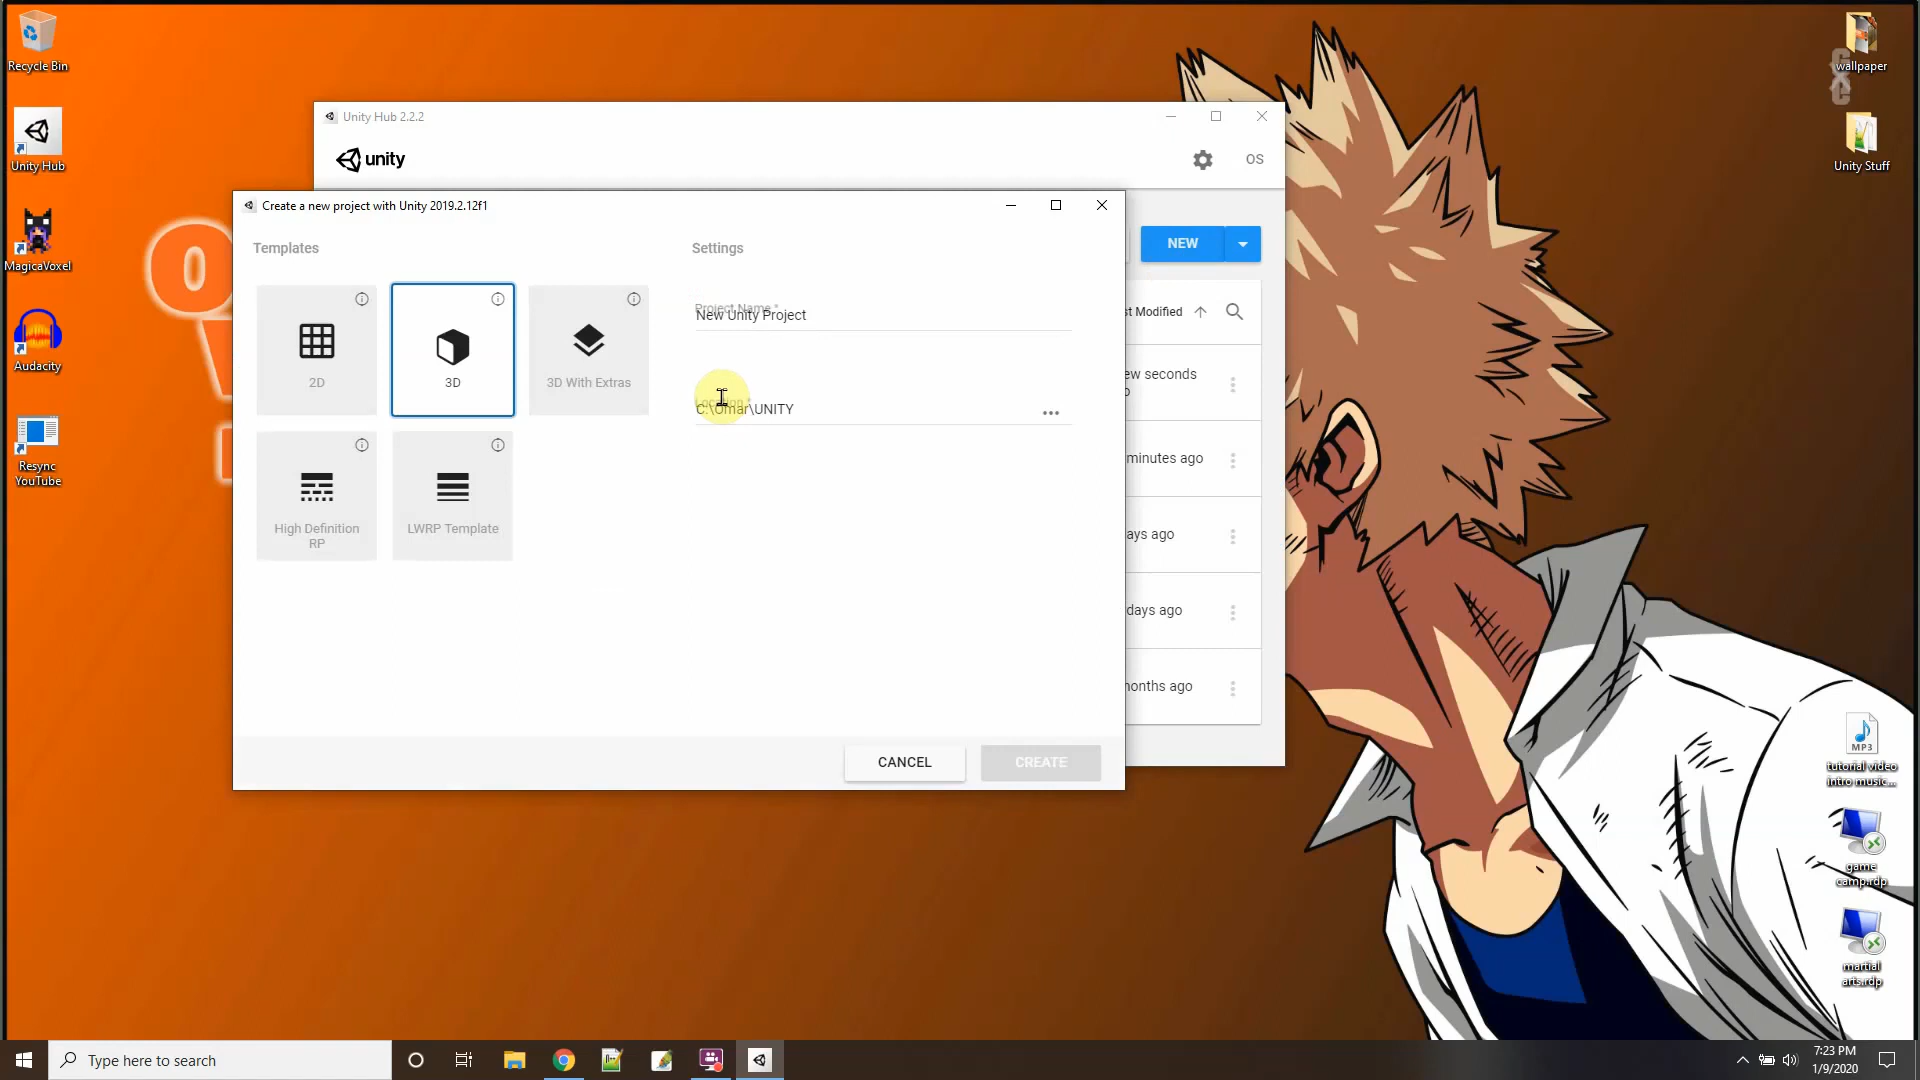 Recycle Bin
Unity Hub
MagicaVoxel
Audacity
Resync
YouTube
wallpaper
Unity Stuff
MP3
tutorial video
intro music...
game
camp.rdp
martial
arts.rdp
Unity Hub 2.2.2
unity
OS
NEW
st Modified
ew seconds
minutes ago
ays ago
days ago
months ago
Create a new project with Unity 2019.2.12f1
Templates
Settings
2D
3D
3D With Extras
High Definition
RP
LWRP Template
Project Name *
New Unity Project
Location *
C:\Omar\UNITY
...
CANCEL
CREATE
Type here to search
7:23 PM
1/9/2020